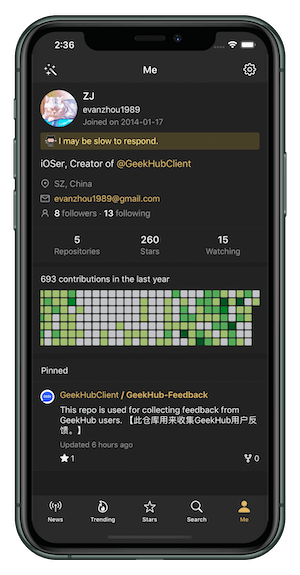 2:36
Me
ZJ
evanzhou1989
Joined on 2014-01-17
I may be slow to respond.
iOSer, Creator of @GeekHubClient
SZ, China
evanzhou1989@gmail.com
8 followers · 13 following
5 260 15
Repositories Stars Watching
693 contributions in the last year
Pinned
GeekHubClient / GeekHub-Feedback
This repo is used for collecting feedback from
GeekHub users. 【此仓库用来收集GeekHub用户反
馈。】
Updated 6 hours ago
1 0
News Trending Stars Search Me